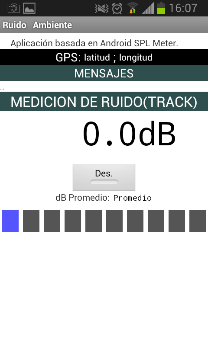 16:07
Ruido Ambiente
Aplicación basada en Android SPL Meter.
GPS: latitud ; longitud
MENSAJES
MEDICION DE RUIDO(TRACK)
0.0dB
Des.
dB Promedio: Promedio